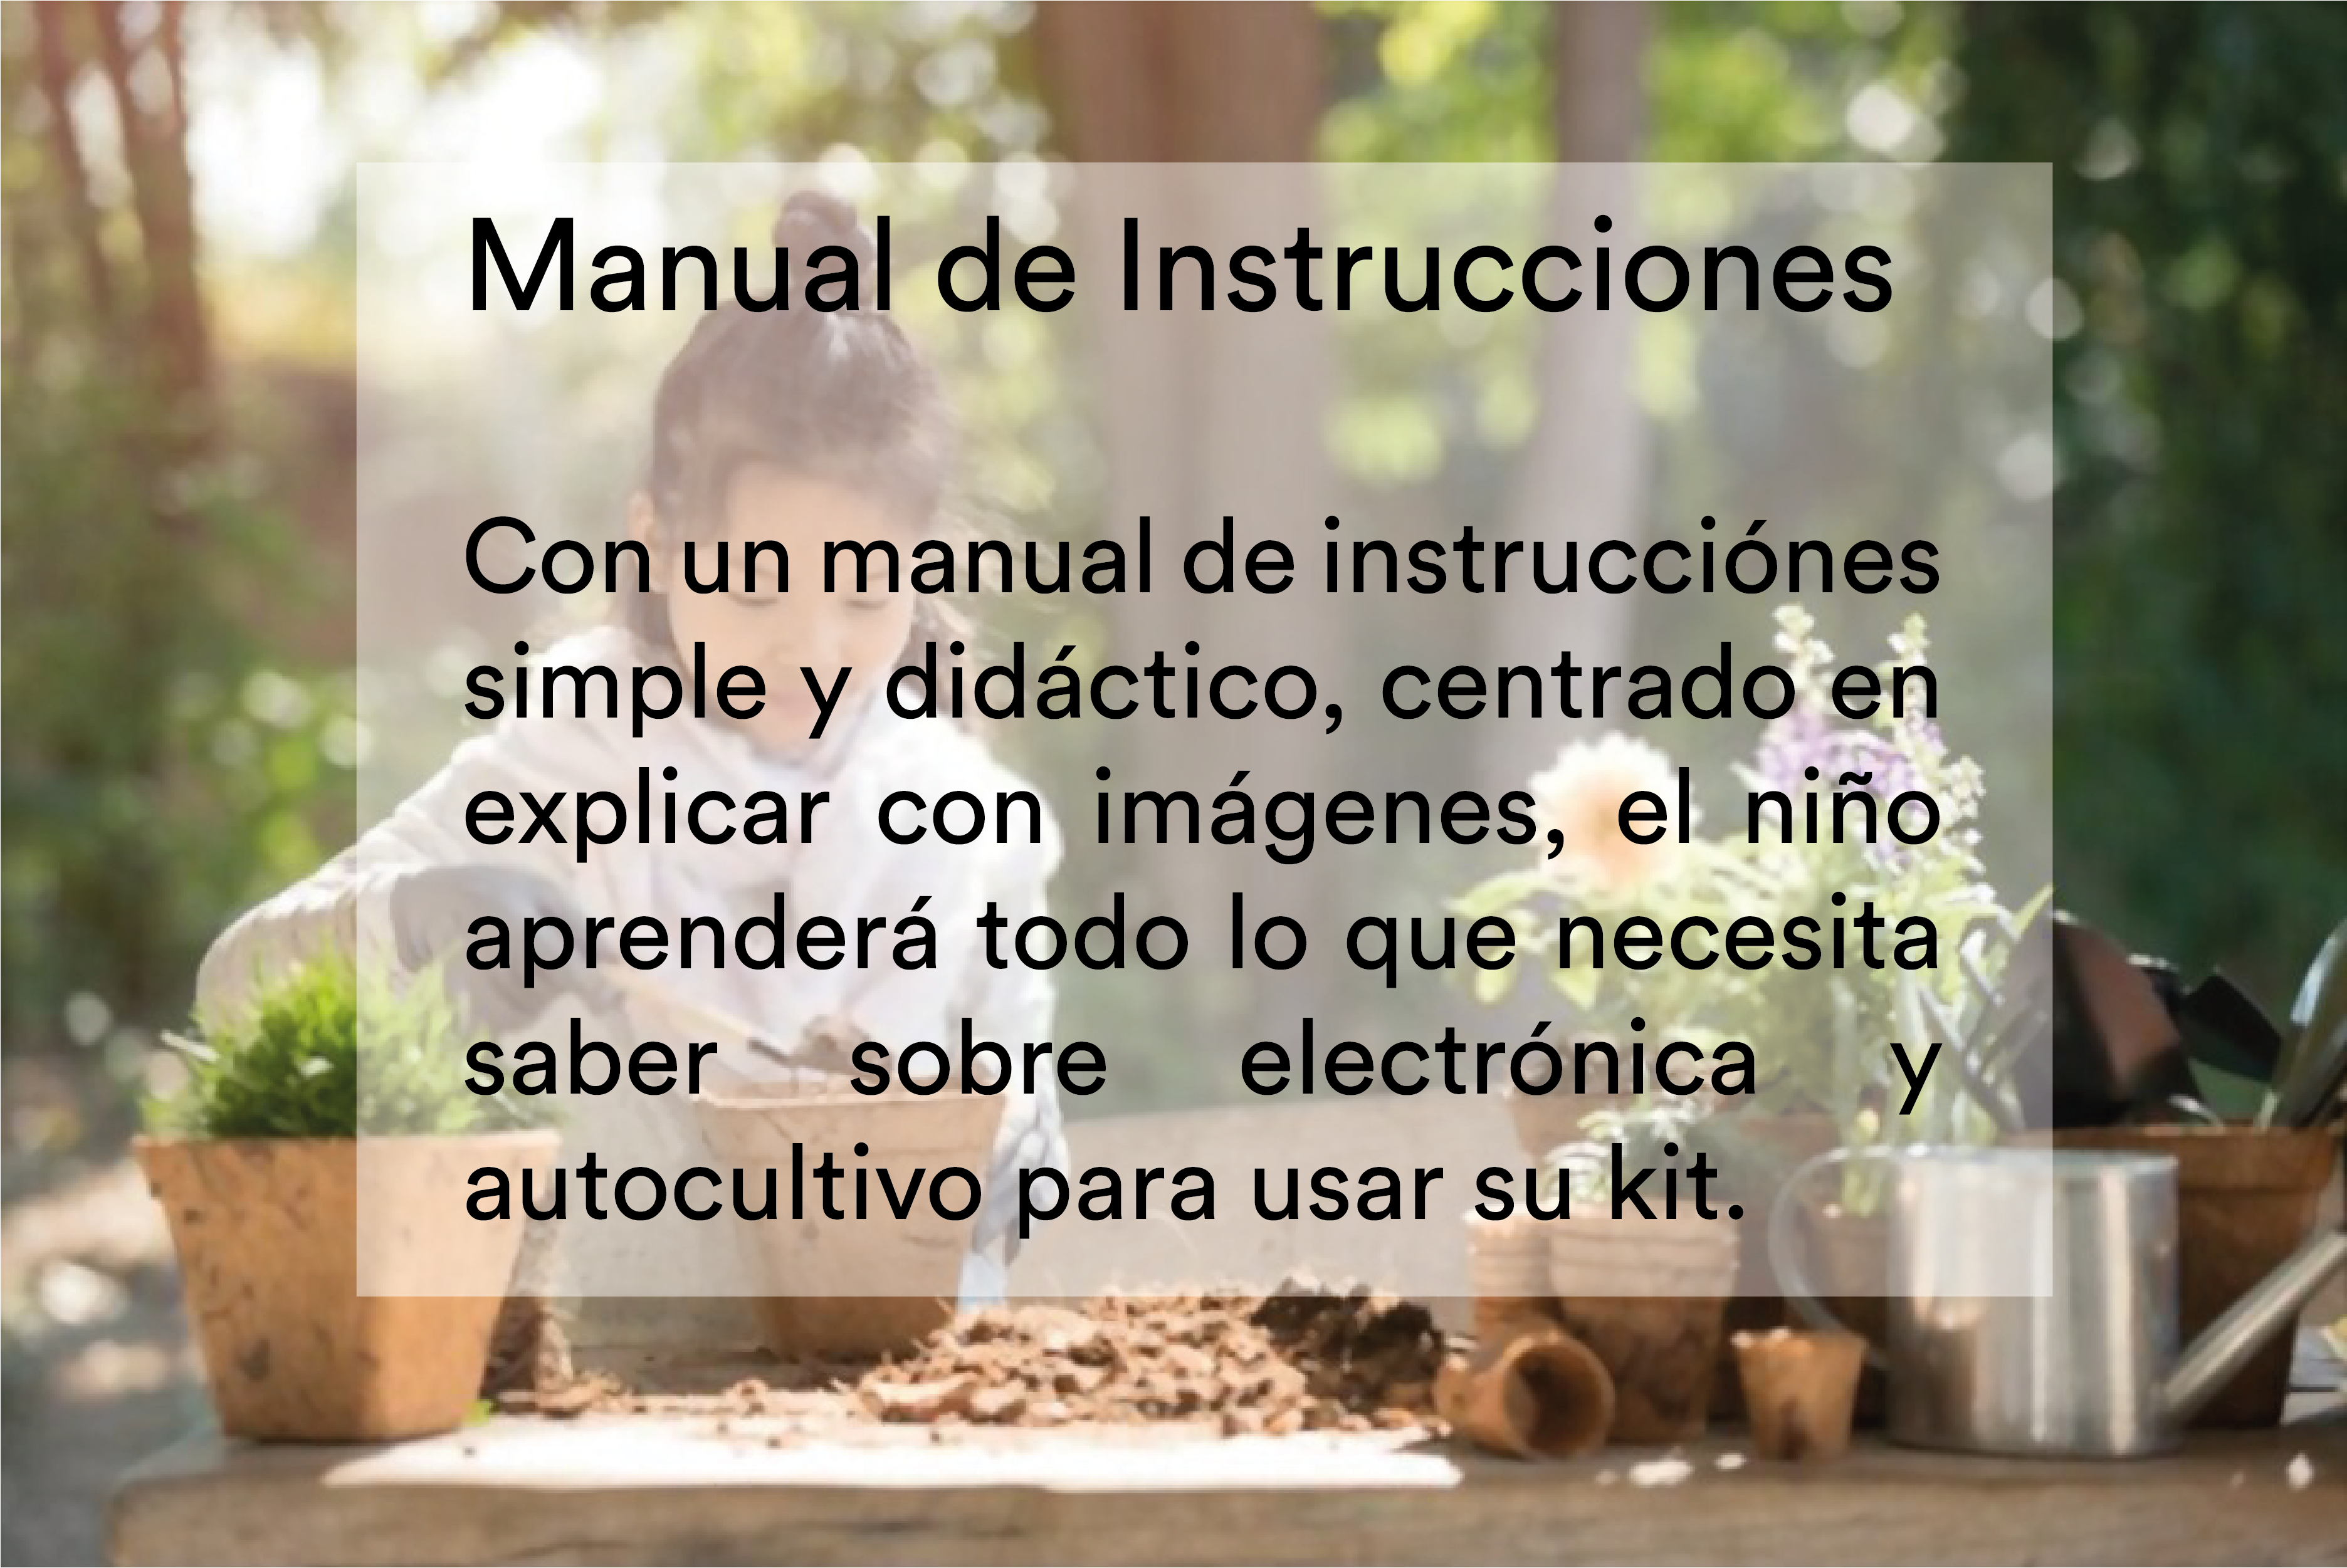 Manual de Instrucciones
Con un manual de instrucciónes
simple y didáctico, centrado en
explicar con imágenes, el niño
aprenderá todo lo que necesita
saber sobre electrónica y
autocultivo para usar su kit.